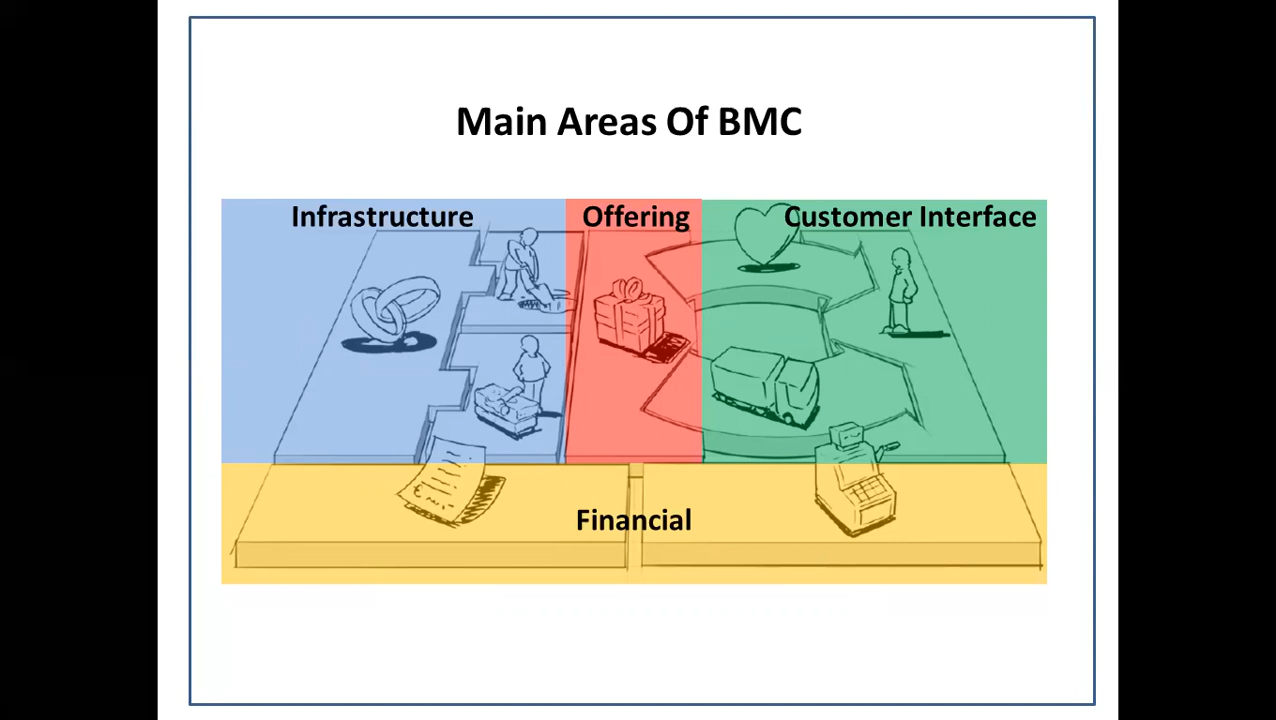 Main Areas Of BMC
Infrastructure
Offering
Customer Interface
Financial